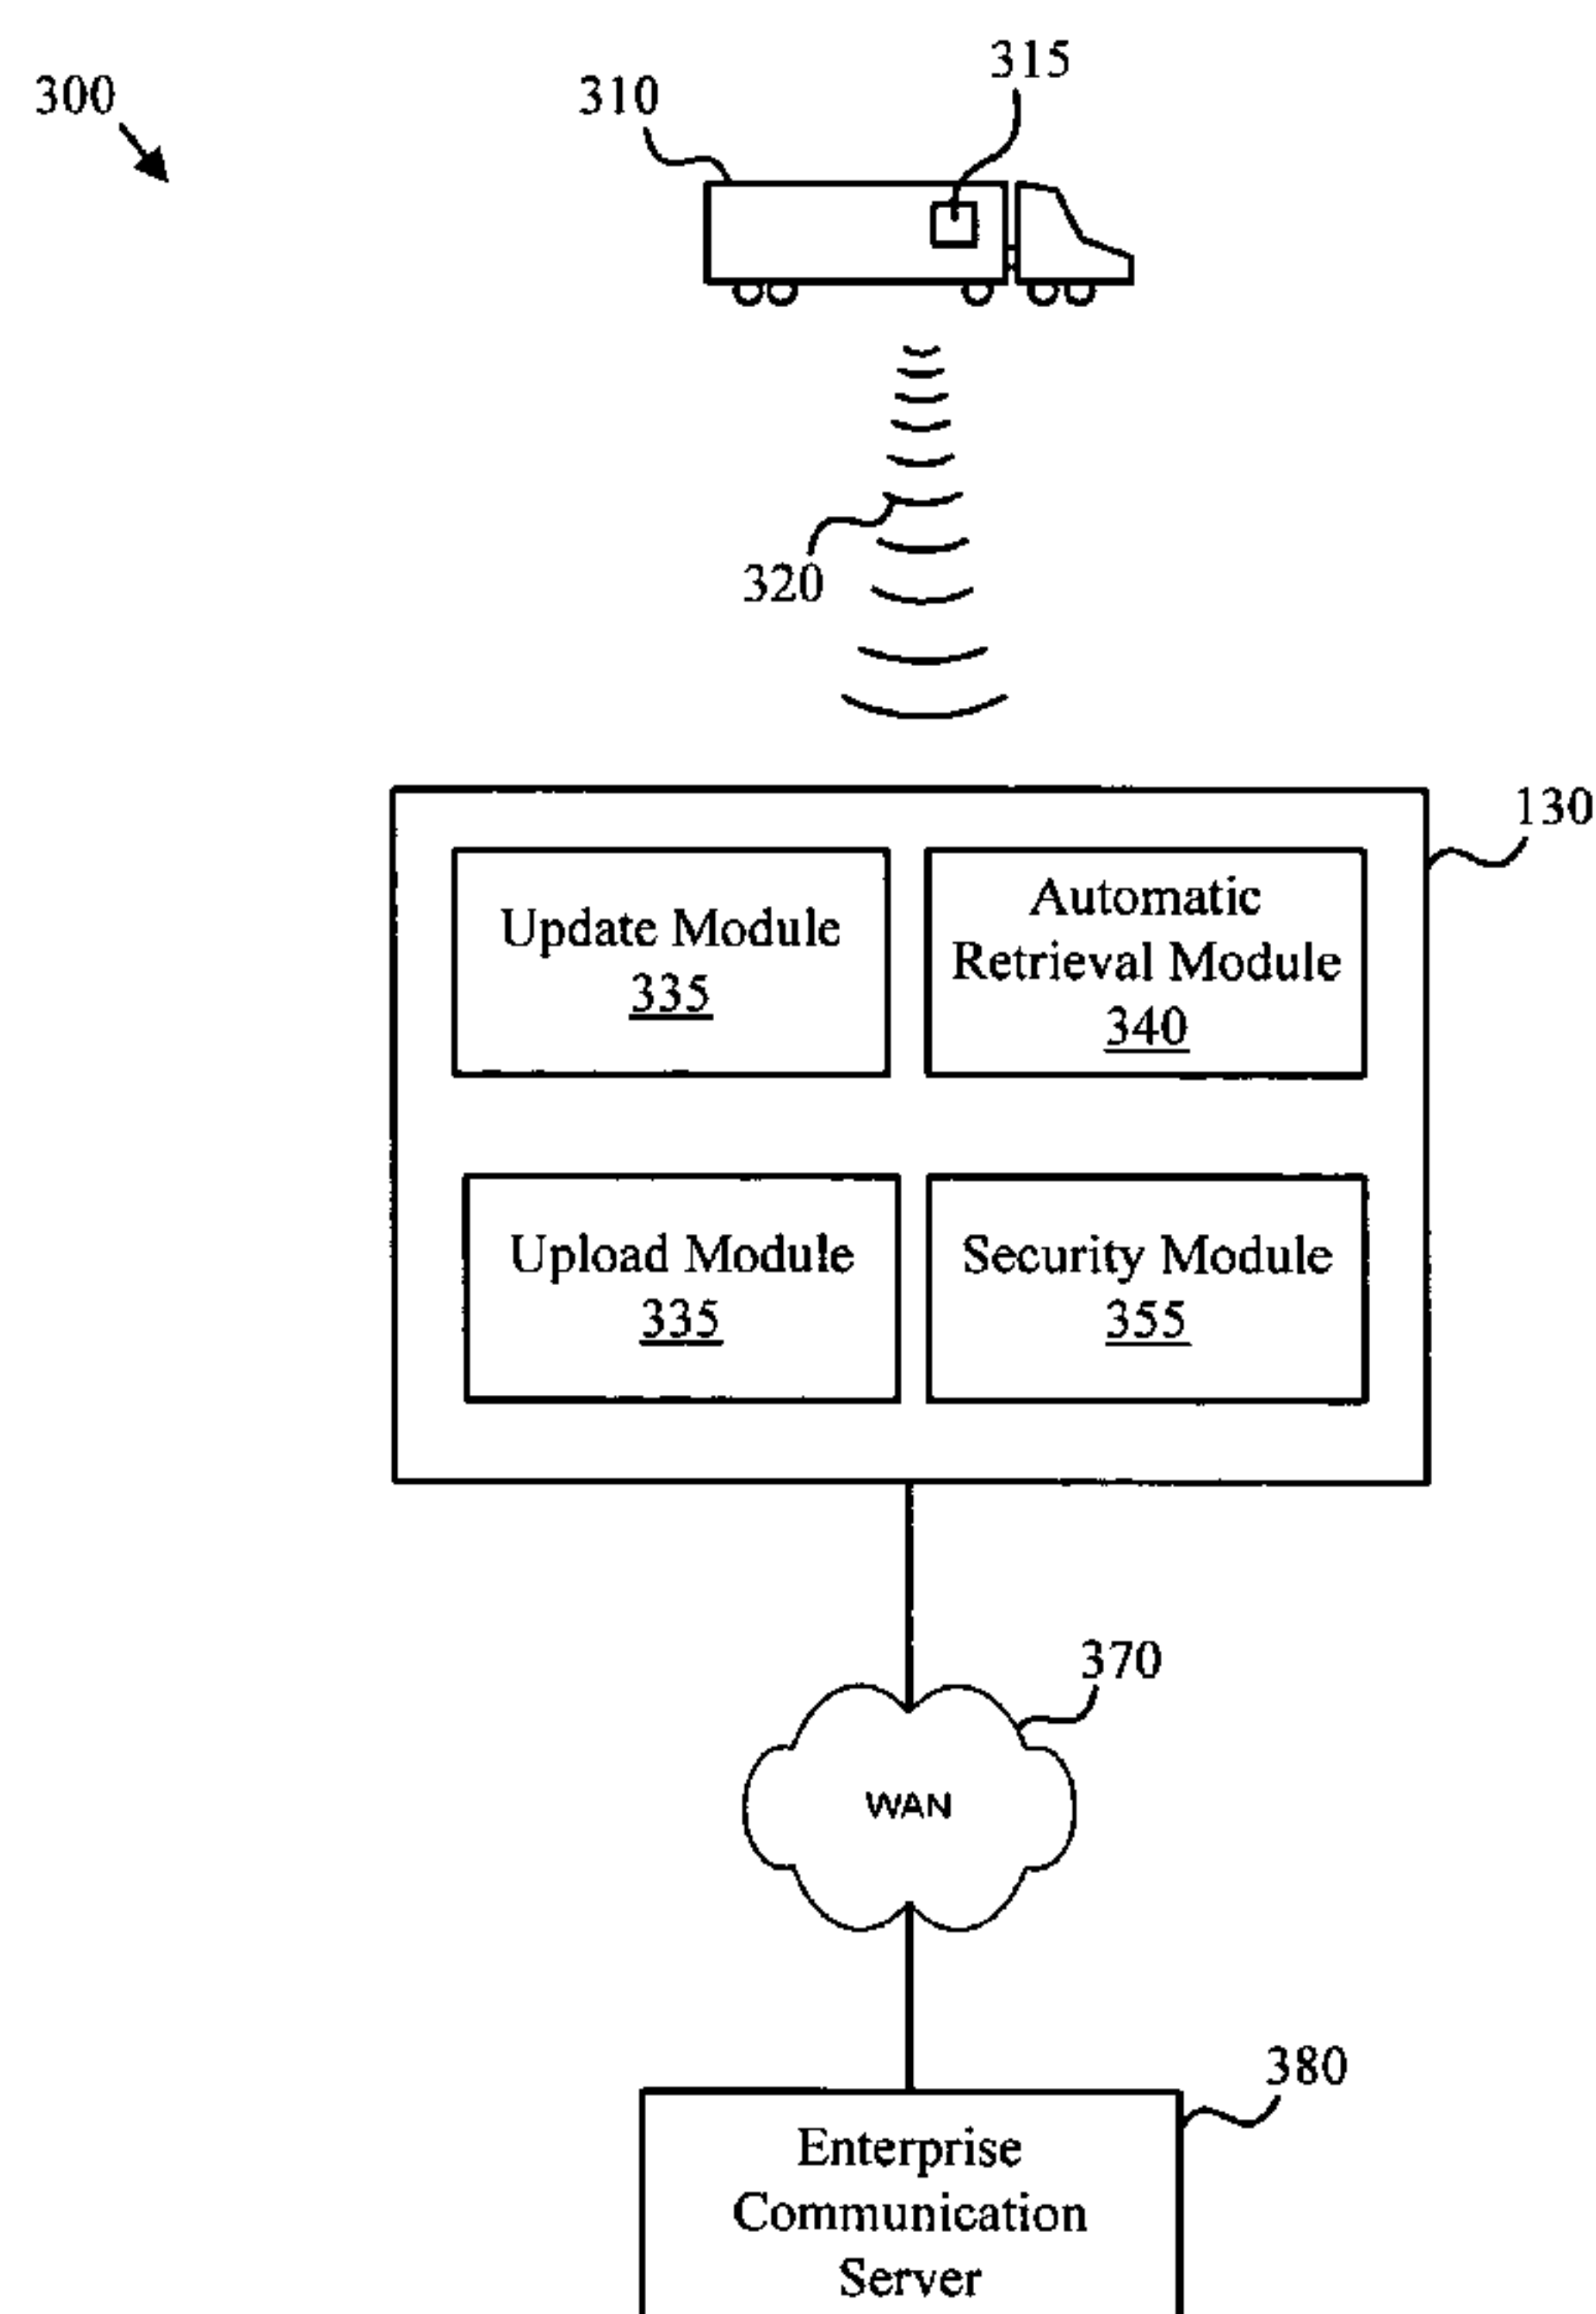 315
300
310
320
130
Update Module
335
Automatic
Retrieval Module
340
Upload Module
335
Security Module
355
370
WAN
380
Enterprise
Communication
Server